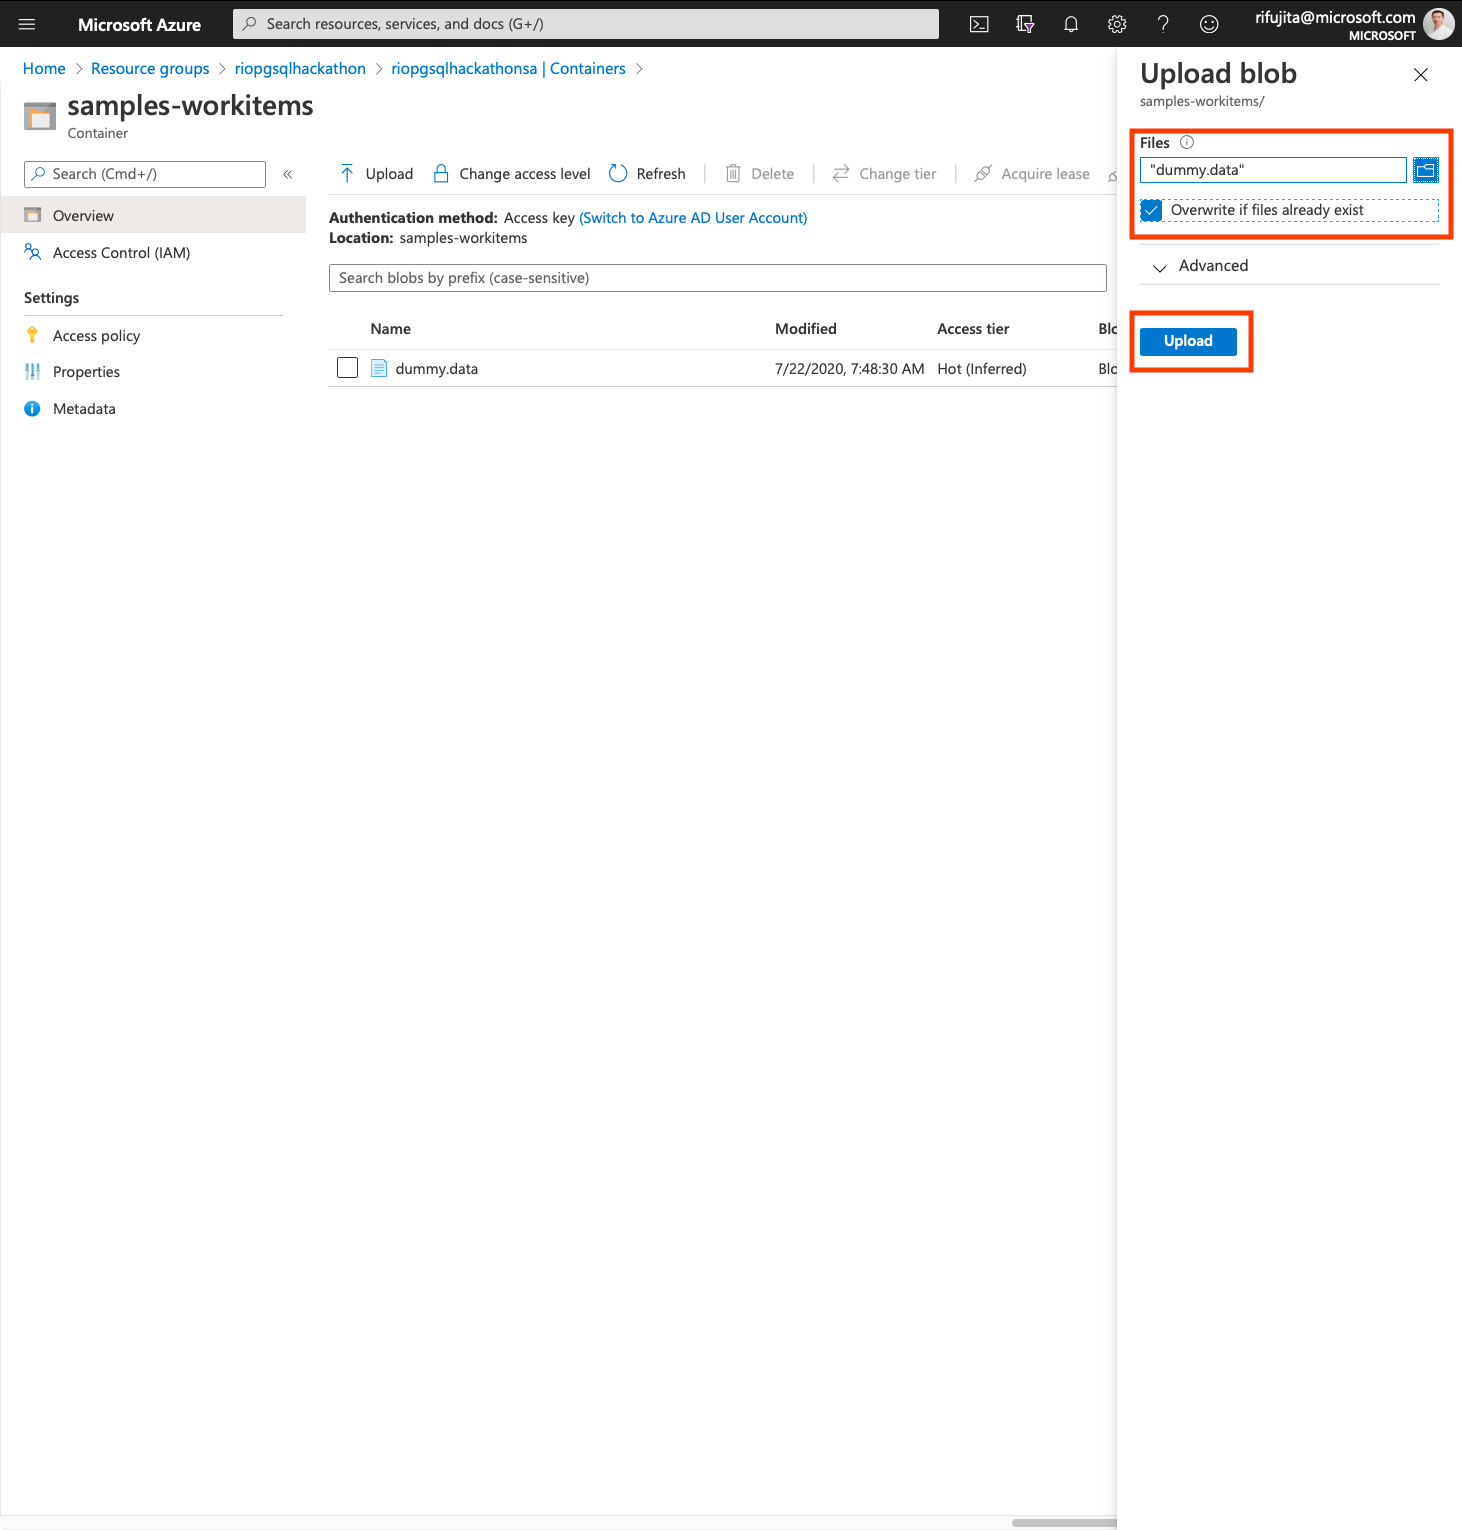 Microsoft Azure
Search resources, services, and docs (G+/)
rifujita@microsoft.com
MICROSOFT
Home > Resource groups > riopgsqlhackathon > riopgsqlhackathonsa | Containers >
samples-workitems
Container
Search (Cmd+/)
«
Overview
Access Control (IAM)
Settings
Access policy
Properties
Metadata
Upload
Change access level
Refresh
Delete
Change tier
Acquire lease
Authentication method: Access key (Switch to Azure AD User Account)
Location: samples-workitems
Search blobs by prefix (case-sensitive)
Name Modified Access tier Blo
dummy.data 7/22/2020, 7:48:30 AM Hot (Inferred) Blo
Upload blob
samples-workitems/
Files
"dummy.data"
Overwrite if files already exist
Advanced
Upload